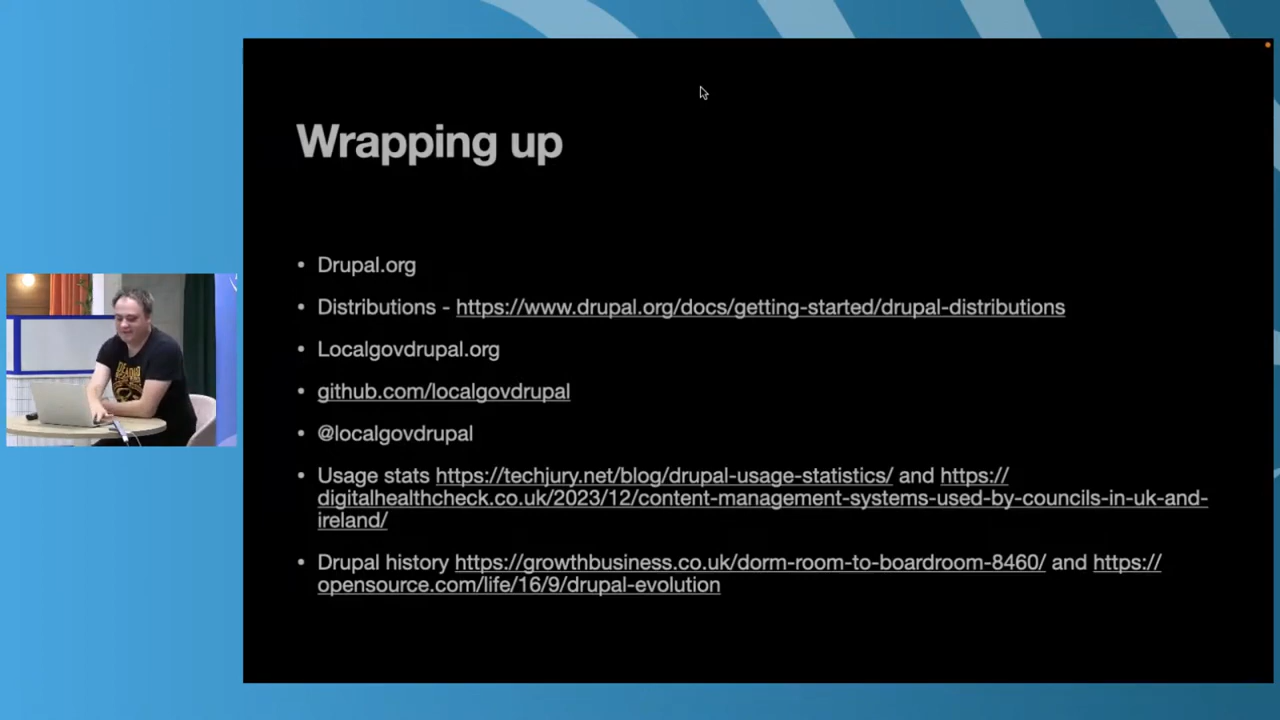 Wrapping up
• Drupal.org
• Distributions - https://www.drupal.org/docs/getting-started/drupal-distributions
• Localgovdrupal.org
• github.com/localgovdrupal
• @localgovdrupal
• Usage stats https://techjury.net/blog/drupal-usage-statistics/ and https://
digitalhealthcheck.co.uk/2023/12/content-management-systems-used-by-councils-in-uk-and-
ireland/
• Drupal history https://growthbusiness.co.uk/dorm-room-to-boardroom-8460/ and https://
opensource.com/life/16/9/drupal-evolution